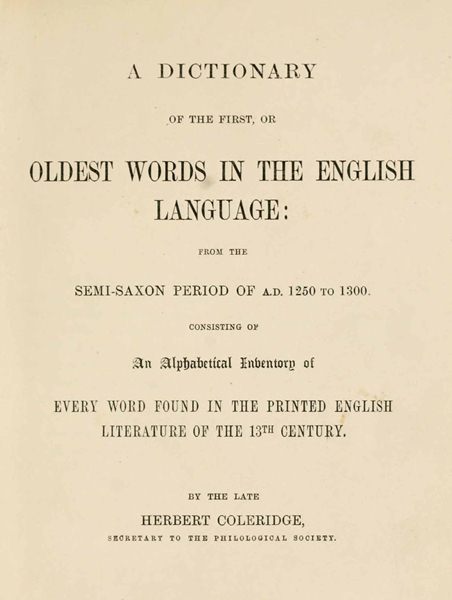 A DICTIONARY
OF THE FIRST, OR
OLDEST WORDS IN THE ENGLISH
LANGUAGE:
FROM THE
SEMI-SAXON PERIOD OF A.D. 1250 TO 1300.
CONSISTING OF
An Alphabetical Inventory of
EVERY WORD FOUND IN THE PRINTED ENGLISH
LITERATURE OF THE 13TH CENTURY.
BY THE LATE
HERBERT COLERIDGE,
SECRETARY TO THE PHILOLOGICAL SOCIETY.